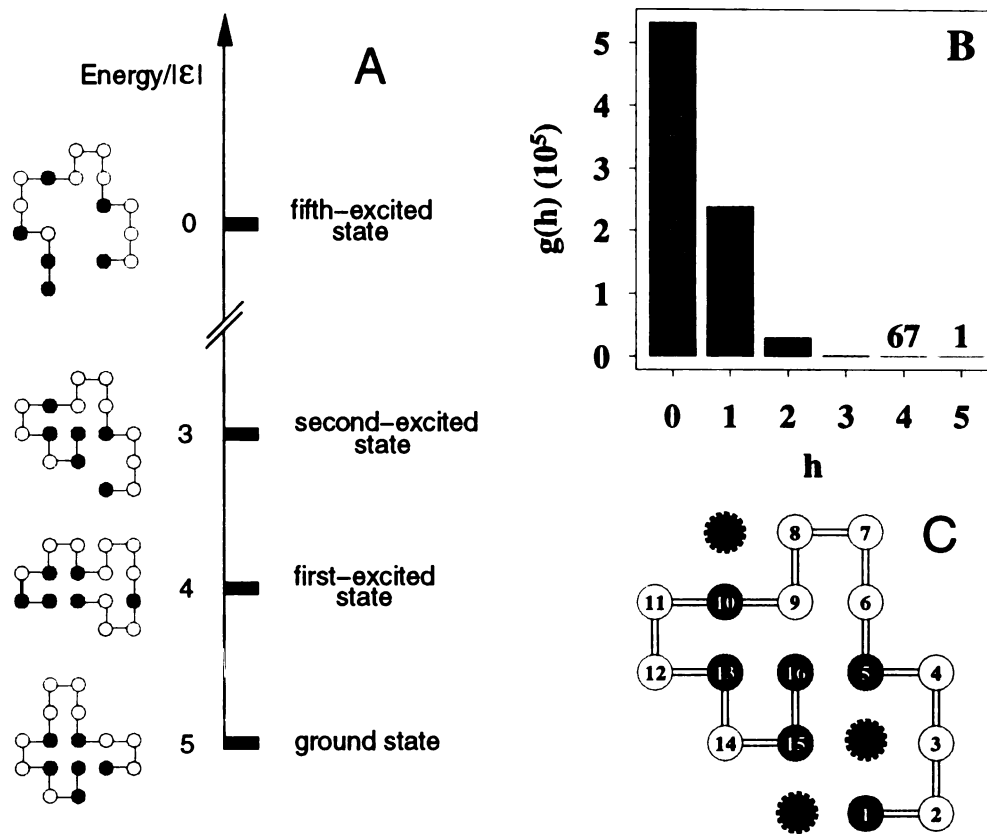 A
Energy/|ε|
0
fifth-excited
state
3
second-excited
state
4
first-excited
state
5
ground state
B
g(h) (10⁵)
5
4
3
2
1
0
67
1
0 1 2 3 4 5
h
C
8 7
11 10 9 6
12 13 16 5 4
14 15 3
1 2